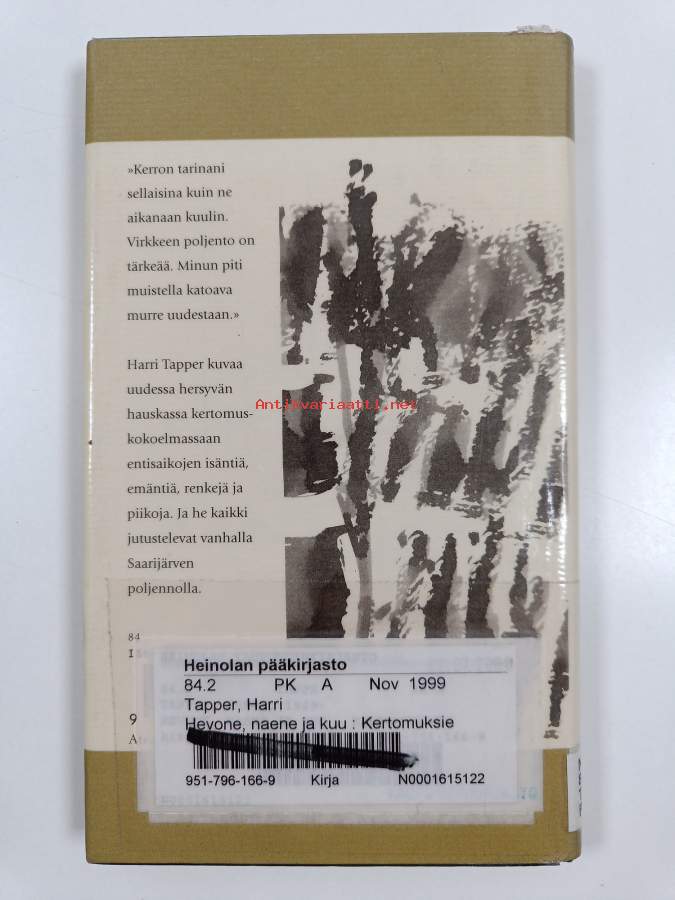 »Kerron tarinani
sellaisina kuin ne
aikanaan kuulin.
Virkkeen poljento on
tärkeää. Minun piti
muistella katoava
murre uudestaan.»
Harri Tapper kuvaa
uudessa hersyvän
hauskassa kertomus-
kokoelmassaan
entisaikojen isäntiä,
emäntiä, renkejä ja
piikoja. Ja he kaikki
jutustelevat vanhalla
Saarijärven
poljennolla.
Antikvariaatti.net
84
I
Heinolan pääkirjasto
84.2 PK A Nov 1999
Tapper, Harri
Hevone, naene ja kuu : Kertomuksie
9
951-796-166-9 Kirja N0001615122